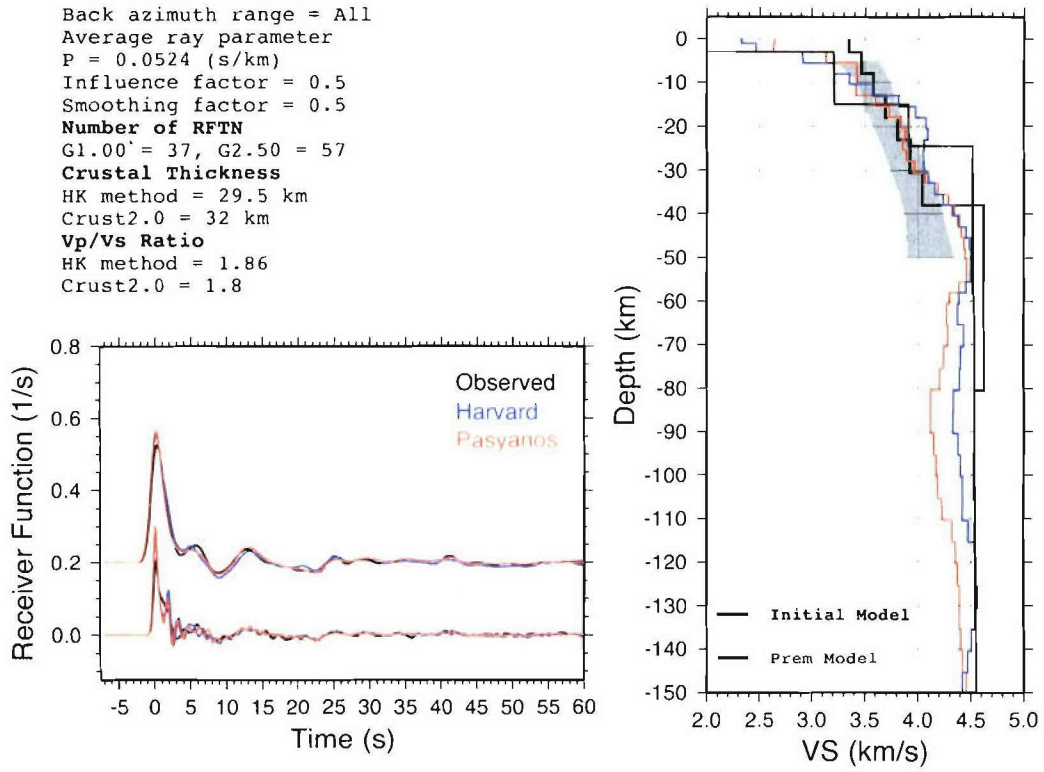 Back azimuth range = All
Average ray parameter
P = 0.0524 (s/km)
Influence factor = 0.5
Smoothing factor = 0.5
Number of RFTN
G1.00 = 37, G2.50 = 57
Crustal Thickness
HK method = 29.5 km
Crust2.0 = 32 km
Vp/Vs Ratio
HK method = 1.86
Crust2.0 = 1.8
Receiver Function (1/s)
0.8
0.6
0.4
0.2
0.0
Observed
Harvard
Pasyanos
-5 0 5 10 15 20 25 30 35 40 45 50 55 60
Time (s)
Depth (km)
0
-10
-20
-30
-40
-50
-60
-70
-80
-90
-100
-110
-120
-130
-140
-150
Initial Model
Prem Model
2.0 2.5 3.0 3.5 4.0 4.5 5.0
VS (km/s)